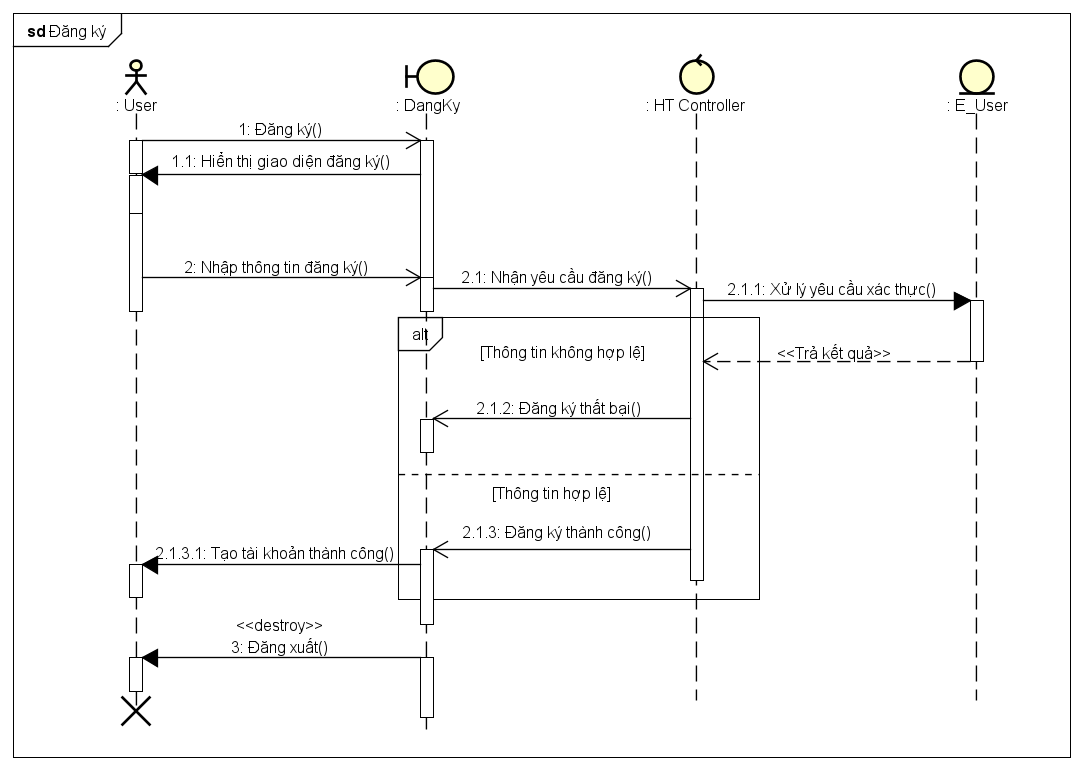 sd Đăng ký
: User
: DangKy
: HT Controller
: E_User
1: Đăng ký()
1.1: Hiển thị giao diện đăng ký()
2: Nhập thông tin đăng ký()
2.1: Nhận yêu cầu đăng ký()
2.1.1: Xử lý yêu cầu xác thực()
alt
[Thông tin không hợp lệ]
<<Trả kết quả>>
2.1.2: Đăng ký thất bại()
[Thông tin hợp lệ]
2.1.3: Đăng ký thành công()
2.1.3.1: Tạo tài khoản thành công()
<<destroy>>
3: Đăng xuất()